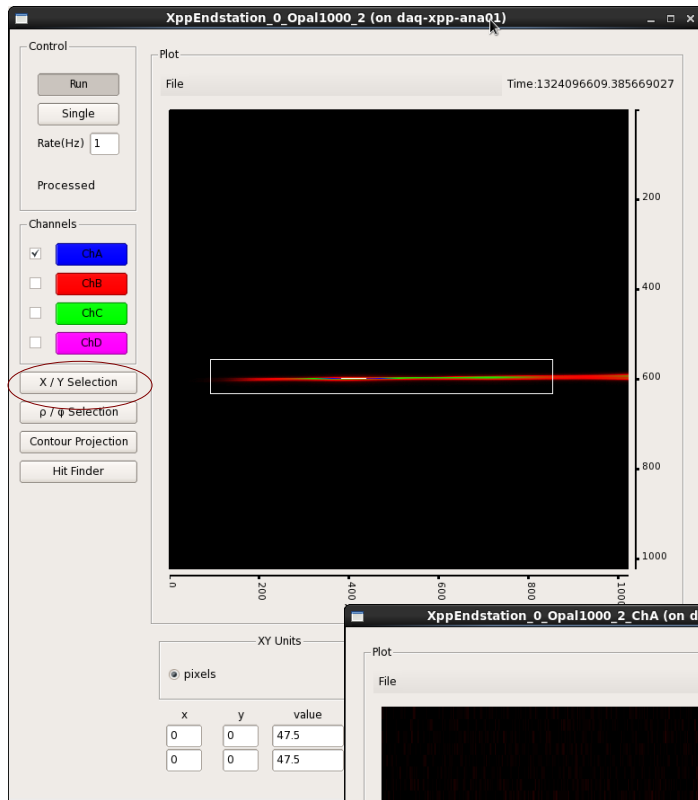 XppEndstation_0_Opal1000_2 (on daq-xpp-ana01)
Control
Run
Single
Rate(Hz) 1
Processed
Channels
ChA
ChB
ChC
ChD
X / Y Selection
ρ / φ Selection
Contour Projection
Hit Finder
Plot
File
Time:1324096609.385669027
200
400
600
800
1000
0 200 400 600 800
XY Units
pixels
x y value
0 0 47.5
0 0 47.5
XppEndstation_0_Opal1000_2_ChA (on d
Plot
File